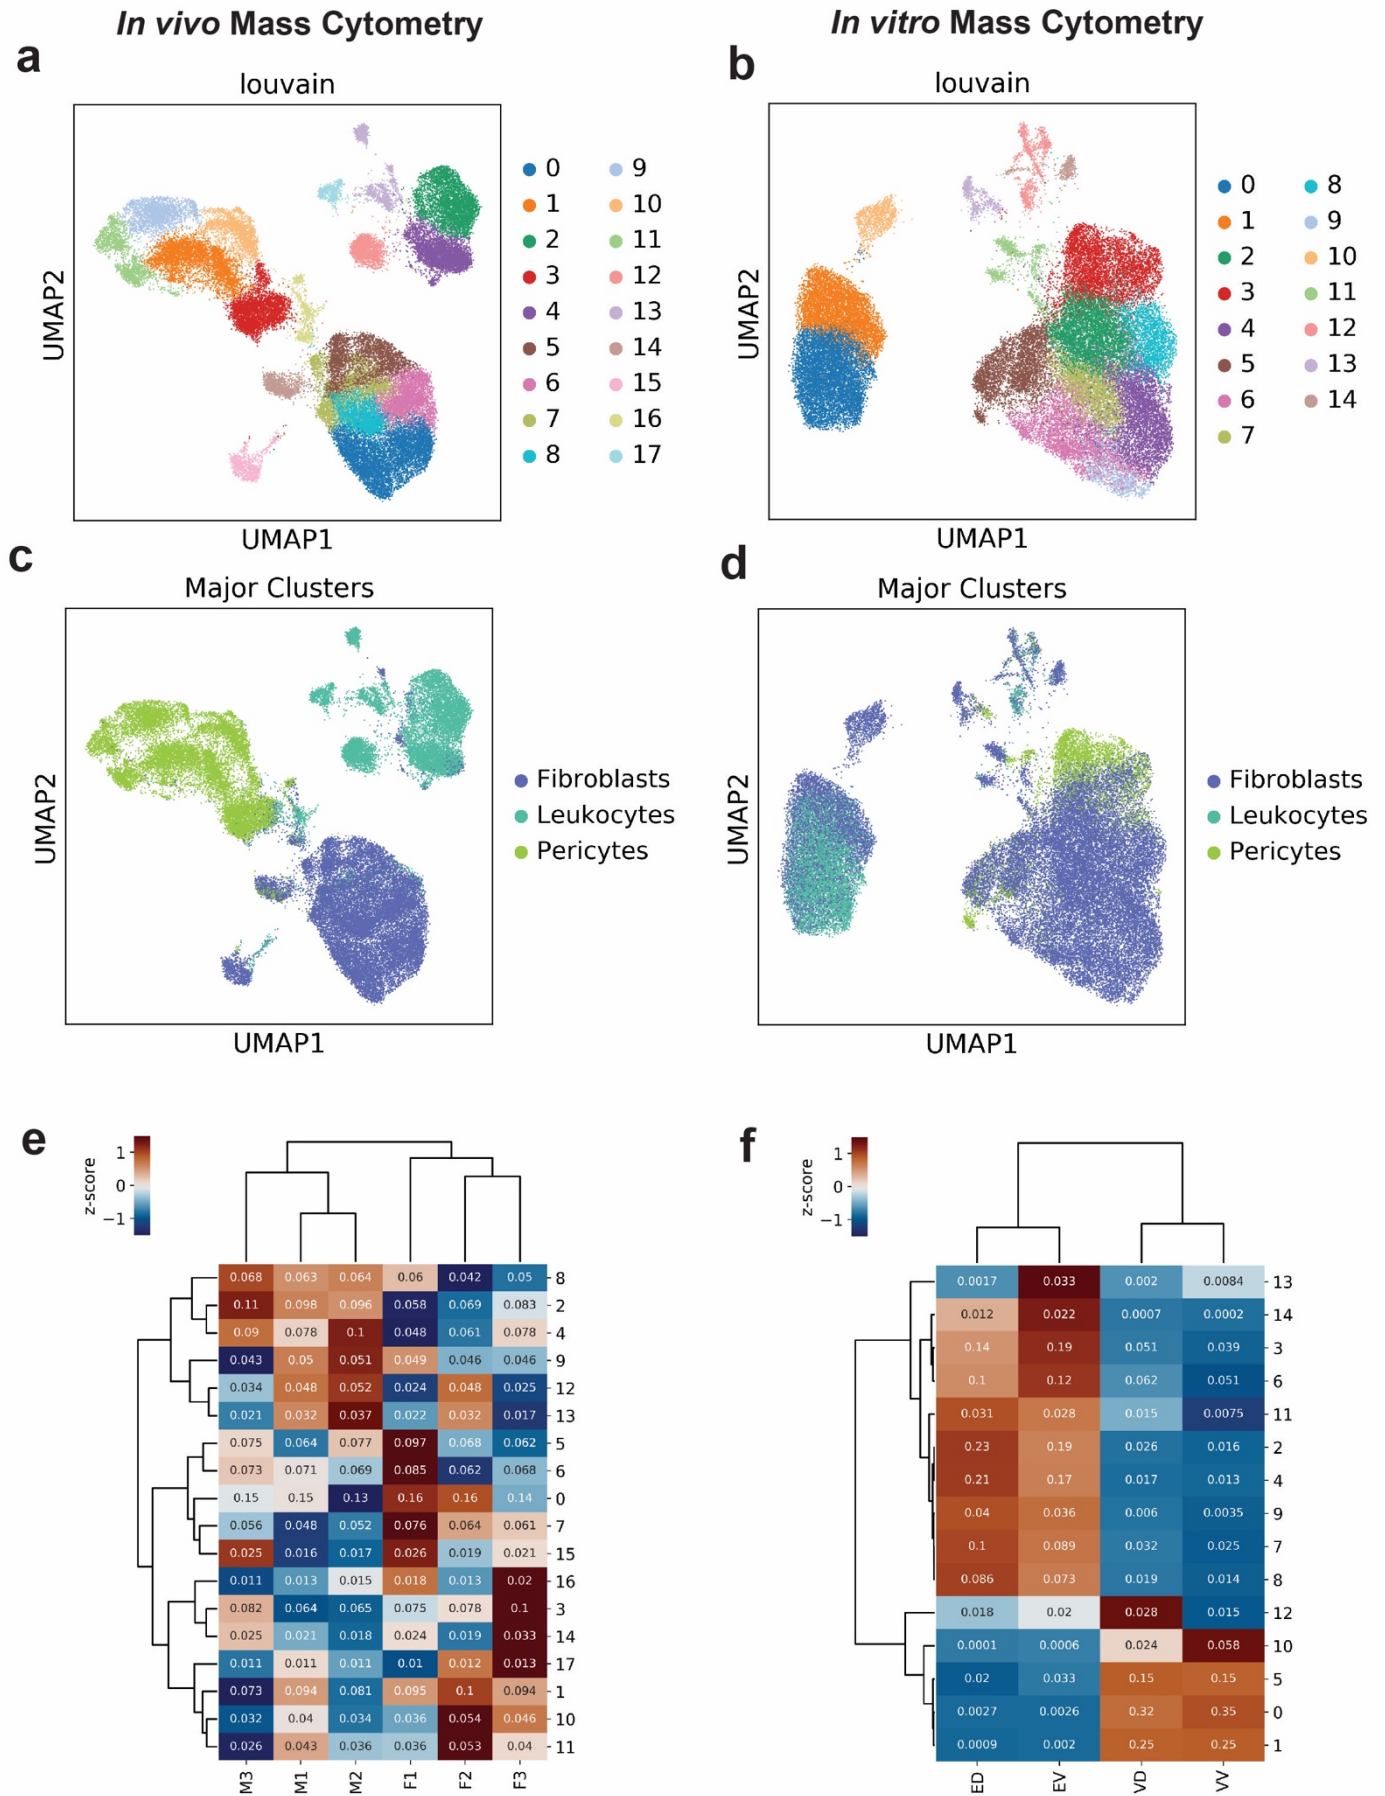 In vivo Mass Cytometry
In vitro Mass Cytometry
a
louvain
UMAP2
UMAP1
0 9
1 10
2 11
3 12
4 13
5 14
6 15
7 16
8 17
b
louvain
UMAP2
UMAP1
0 8
1 9
2 10
3 11
4 12
5 13
6 14
7
c
Major Clusters
UMAP2
UMAP1
Fibroblasts
Leukocytes
Pericytes
d
Major Clusters
UMAP2
UMAP1
Fibroblasts
Leukocytes
Pericytes
e
z-score
1
0
−1
0.068 0.063 0.064 0.06 0.042 0.05 8
0.11 0.098 0.096 0.058 0.069 0.083 2
0.09 0.078 0.1 0.048 0.061 0.078 4
0.043 0.05 0.051 0.049 0.046 0.046 9
0.034 0.048 0.052 0.024 0.048 0.025 12
0.021 0.032 0.037 0.022 0.032 0.017 13
0.075 0.064 0.077 0.097 0.068 0.062 5
0.073 0.071 0.069 0.085 0.062 0.068 6
0.15 0.15 0.13 0.16 0.16 0.14 0
0.056 0.048 0.052 0.076 0.064 0.061 7
0.025 0.016 0.017 0.026 0.019 0.021 15
0.011 0.013 0.015 0.018 0.013 0.02 16
0.082 0.064 0.065 0.075 0.078 0.1 3
0.025 0.021 0.018 0.024 0.019 0.033 14
0.011 0.011 0.011 0.01 0.012 0.013 17
0.073 0.094 0.081 0.095 0.1 0.094 1
0.032 0.04 0.034 0.036 0.054 0.046 10
0.026 0.043 0.036 0.036 0.053 0.04 11
M3 M1 M2 F1 F2 F3
f
z-score
1
0
−1
0.0017 0.033 0.002 0.0084 13
0.012 0.022 0.0007 0.0002 14
0.14 0.19 0.051 0.039 3
0.1 0.12 0.062 0.051 6
0.031 0.028 0.015 0.0075 11
0.23 0.19 0.026 0.016 2
0.21 0.17 0.017 0.013 4
0.04 0.036 0.006 0.0035 9
0.1 0.089 0.032 0.025 7
0.086 0.073 0.019 0.014 8
0.018 0.02 0.028 0.015 12
0.0001 0.0006 0.024 0.058 10
0.02 0.033 0.15 0.15 5
0.0027 0.0026 0.32 0.35 0
0.0009 0.002 0.25 0.25 1
ED EV VD VV